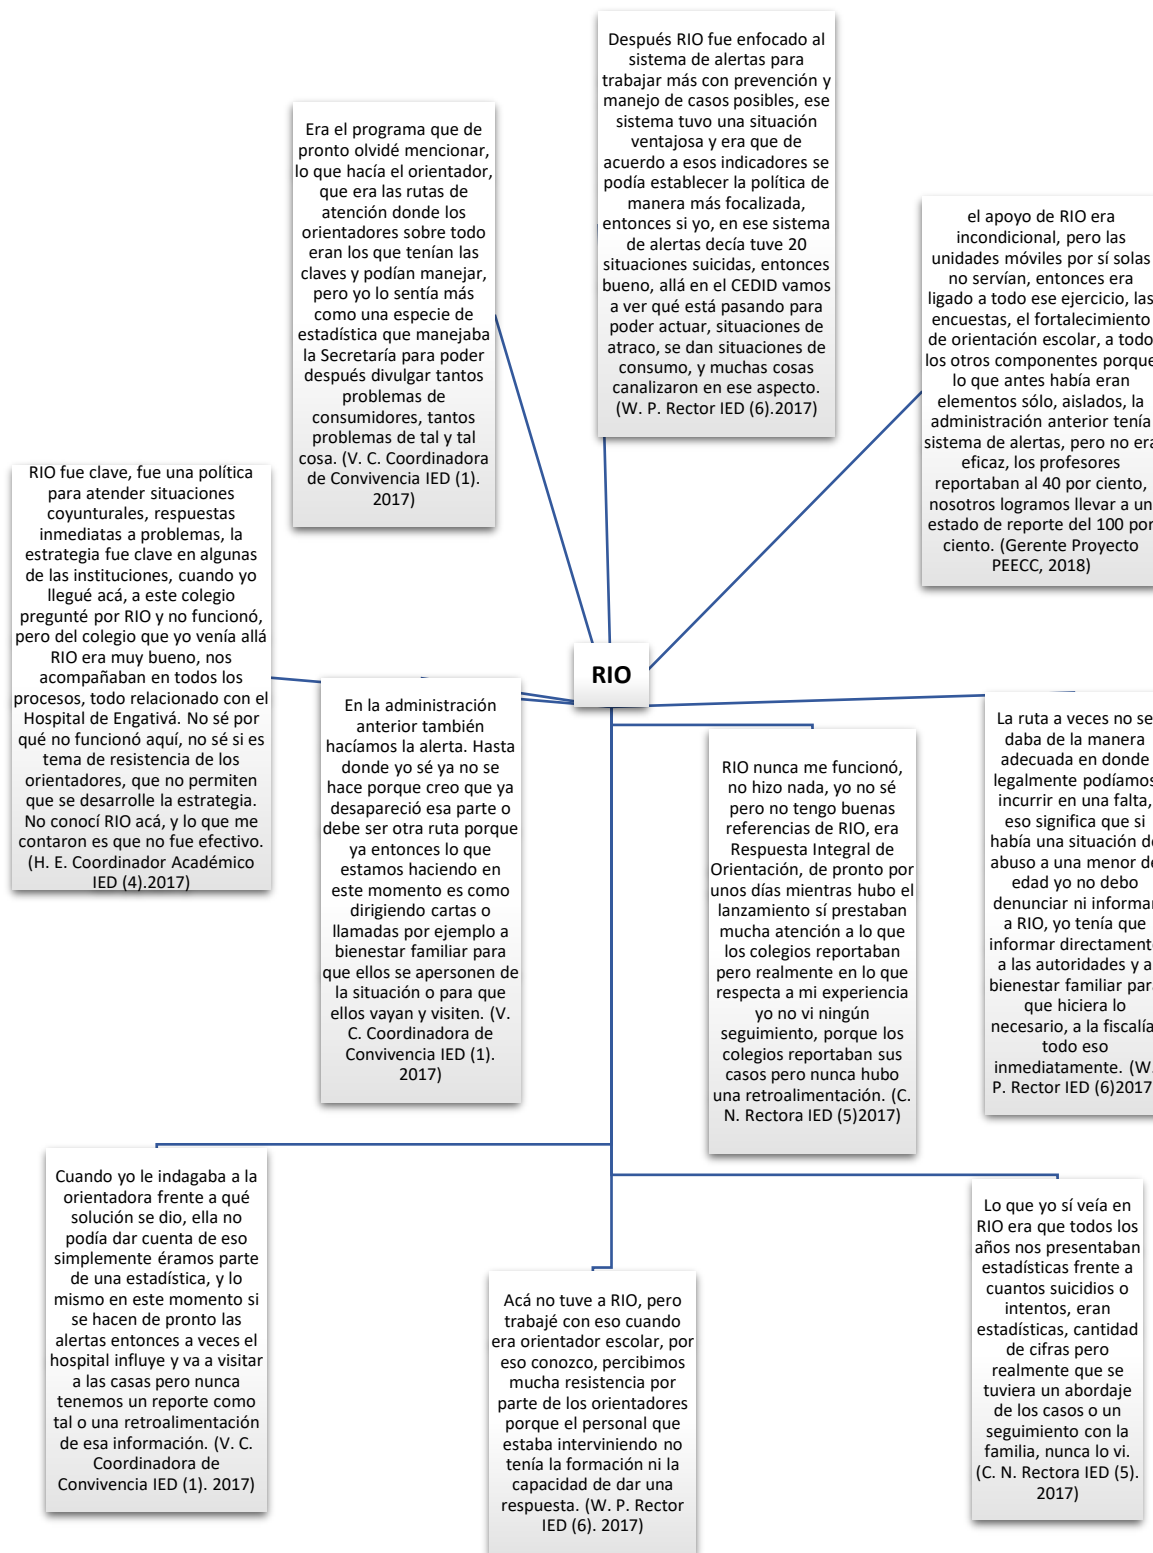 Después RIO fue enfocado al
sistema de alertas para
trabajar más con prevención y
manejo de casos posibles, ese
sistema tuvo una situación
ventajosa y era que de
acuerdo a esos indicadores se
podía establecer la política de
manera más focalizada,
entonces si yo, en ese sistema
de alertas decía tuve 20
situaciones suicidas, entonces
bueno, allá en el CEDID vamos
a ver qué está pasando para
poder actuar, situaciones de
atraco, se dan situaciones de
consumo, y muchas cosas
canalizaron en ese aspecto.
(W. P. Rector IED (6).2017)
Era el programa que de
pronto olvidé mencionar,
lo que hacía el orientador,
que era las rutas de
atención donde los
orientadores sobre todo
eran los que tenían las
claves y podían manejar,
pero yo lo sentía más
como una especie de
estadística que manejaba
la Secretaría para poder
después divulgar tantos
problemas de
consumidores, tantos
problemas de tal y tal
cosa. (V. C. Coordinadora
de Convivencia IED (1).
2017)
el apoyo de RIO era
incondicional, pero las
unidades móviles por sí solas
no servían, entonces era
ligado a todo ese ejercicio, las
encuestas, el fortalecimiento
de orientación escolar, a todo
los otros componentes porque
lo que antes había eran
elementos sólo, aislados, la
administración anterior tenía
sistema de alertas, pero no era
eficaz, los profesores
reportaban al 40 por ciento,
nosotros logramos llevar a un
estado de reporte del 100 por
ciento. (Gerente Proyecto
PEECC, 2018)
RIO fue clave, fue una política
para atender situaciones
coyunturales, respuestas
inmediatas a problemas, la
estrategia fue clave en algunas
de las instituciones, cuando yo
llegué acá, a este colegio
pregunté por RIO y no funcionó,
pero del colegio que yo venía allá
RIO era muy bueno, nos
acompañaban en todos los
procesos, todo relacionado con el
Hospital de Engativá. No sé por
qué no funcionó aquí, no sé si es
tema de resistencia de los
orientadores, que no permiten
que se desarrolle la estrategia.
No conocí RIO acá, y lo que me
contaron es que no fue efectivo.
(H. E. Coordinador Académico
IED (4).2017)
RIO
En la administración
anterior también
hacíamos la alerta. Hasta
donde yo sé ya no se
hace porque creo que ya
desapareció esa parte o
debe ser otra ruta porque
ya entonces lo que
estamos haciendo en
este momento es como
dirigiendo cartas o
llamadas por ejemplo a
bienestar familiar para
que ellos se apersonen de
la situación o para que
ellos vayan y visiten. (V.
C. Coordinadora de
Convivencia IED (1).
2017)
RIO nunca me funcionó,
no hizo nada, yo no sé
pero no tengo buenas
referencias de RIO, era
Respuesta Integral de
Orientación, de pronto por
unos días mientras hubo el
lanzamiento sí prestaban
mucha atención a lo que
los colegios reportaban
pero realmente en lo que
respecta a mi experiencia
yo no vi ningún
seguimiento, porque los
colegios reportaban sus
casos pero nunca hubo
una retroalimentación. (C.
N. Rectora IED (5)2017)
La ruta a veces no se
daba de la manera
adecuada en donde
legalmente podíamos
incurrir en una falta,
eso significa que si
había una situación de
abuso a una menor de
edad yo no debo
denunciar ni informar
a RIO, yo tenía que
informar directamente
a las autoridades y a
bienestar familiar para
que hiciera lo
necesario, a la fiscalía
todo eso
inmediatamente. (W.
P. Rector IED (6)2017
Cuando yo le indagaba a la
orientadora frente a qué
solución se dio, ella no
podía dar cuenta de eso
simplemente éramos parte
de una estadística, y lo
mismo en este momento si
se hacen de pronto las
alertas entonces a veces el
hospital influye y va a visitar
a las casas pero nunca
tenemos un reporte como
tal o una retroalimentación
de esa información. (V. C.
Coordinadora de
Convivencia IED (1). 2017)
Acá no tuve a RIO, pero
trabajé con eso cuando
era orientador escolar, por
eso conozco, percibimos
mucha resistencia por
parte de los orientadores
porque el personal que
estaba interviniendo no
tenía la formación ni la
capacidad de dar una
respuesta. (W. P. Rector
IED (6). 2017)
Lo que yo sí veía en
RIO era que todos los
años nos presentaban
estadísticas frente a
cuantos suicidios o
intentos, eran
estadísticas, cantidad
de cifras pero
realmente que se
tuviera un abordaje
de los casos o un
seguimiento con la
familia, nunca lo vi.
(C. N. Rectora IED (5).
2017)